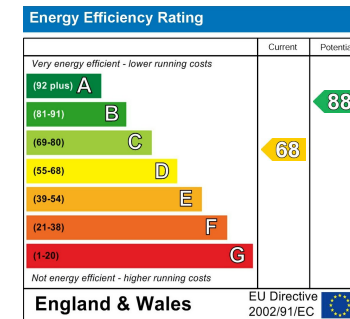 Energy Efficiency Rating
Current Potentia
Very energy efficient - lower running costs
(92 plus) A
(81-91) B
88
(69-80) C
68
(55-68) D
(39-54) E
(21-38) F
(1-20) G
Not energy efficient - higher running costs
England & Wales
EU Directive
2002/91/EC